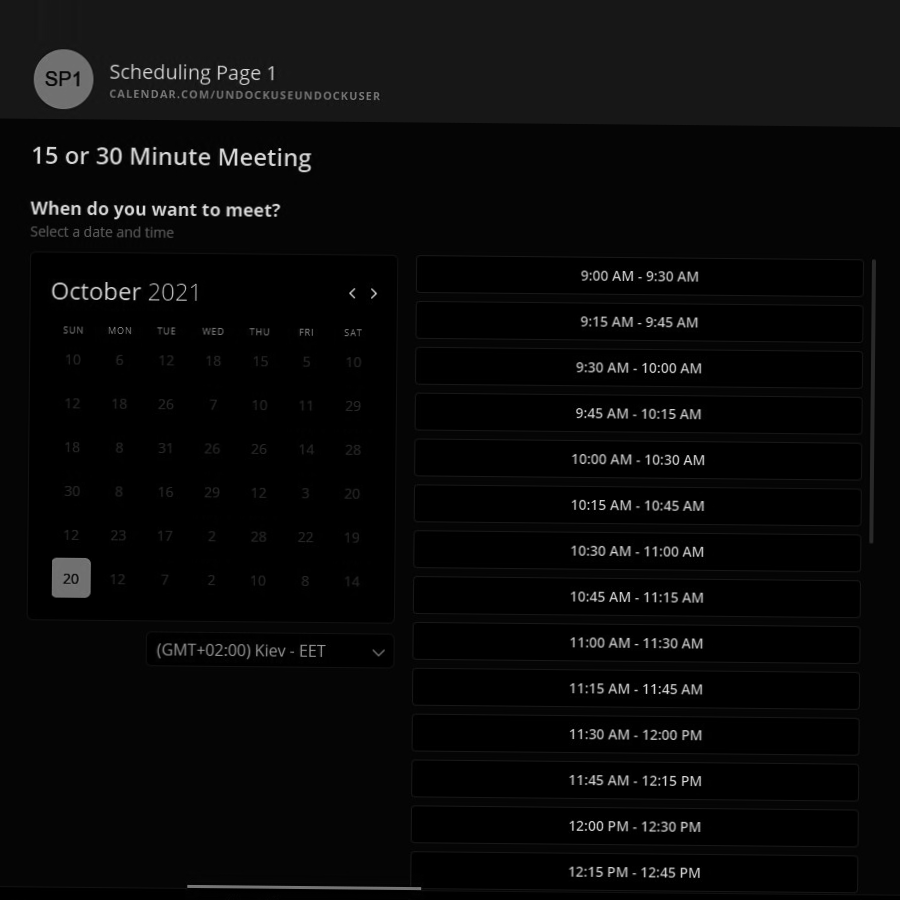 SP1
Scheduling Page 1
CALENDAR.COM/UNDOCKUSEUNDOCKUSER
15 or 30 Minute Meeting
When do you want to meet?
Select a date and time
October 2021
SUN MON TUE WED THU FRI SAT
10 6 12 18 15 5 10
12 18 26 7 10 11 29
18 8 31 26 26 14 28
30 8 16 29 12 3 20
12 23 17 2 28 22 19
20 12 7 2 10 8 14
(GMT+02:00) Kiev - EET
9:00 AM - 9:30 AM
9:15 AM - 9:45 AM
9:30 AM - 10:00 AM
9:45 AM - 10:15 AM
10:00 AM - 10:30 AM
10:15 AM - 10:45 AM
10:30 AM - 11:00 AM
10:45 AM - 11:15 AM
11:00 AM - 11:30 AM
11:15 AM - 11:45 AM
11:30 AM - 12:00 PM
11:45 AM - 12:15 PM
12:00 PM - 12:30 PM
12:15 PM - 12:45 PM